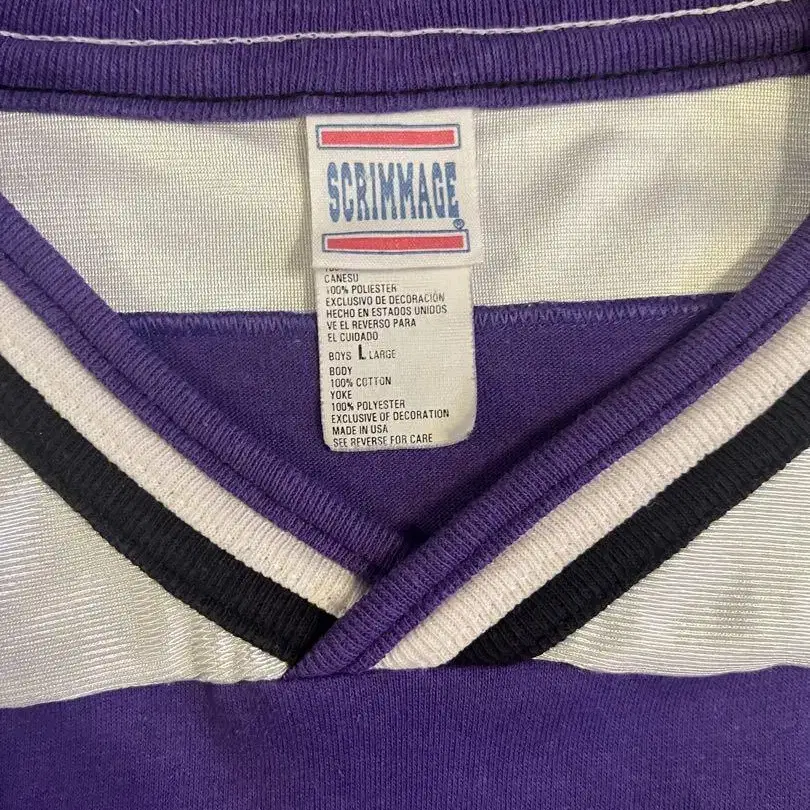 SCRIMMAGE
®
CANESU
100% POLIESTER
EXCLUSIVO DE DECORACIÓN
HECHO EN ESTADOS UNIDOS
VE EL REVERSO PARA
EL CUIDADO
BOYS L LARGE
BODY
100% COTTON
YOKE
100% POLYESTER
EXCLUSIVE OF DECORATION
MADE IN USA
SEE REVERSE FOR CARE